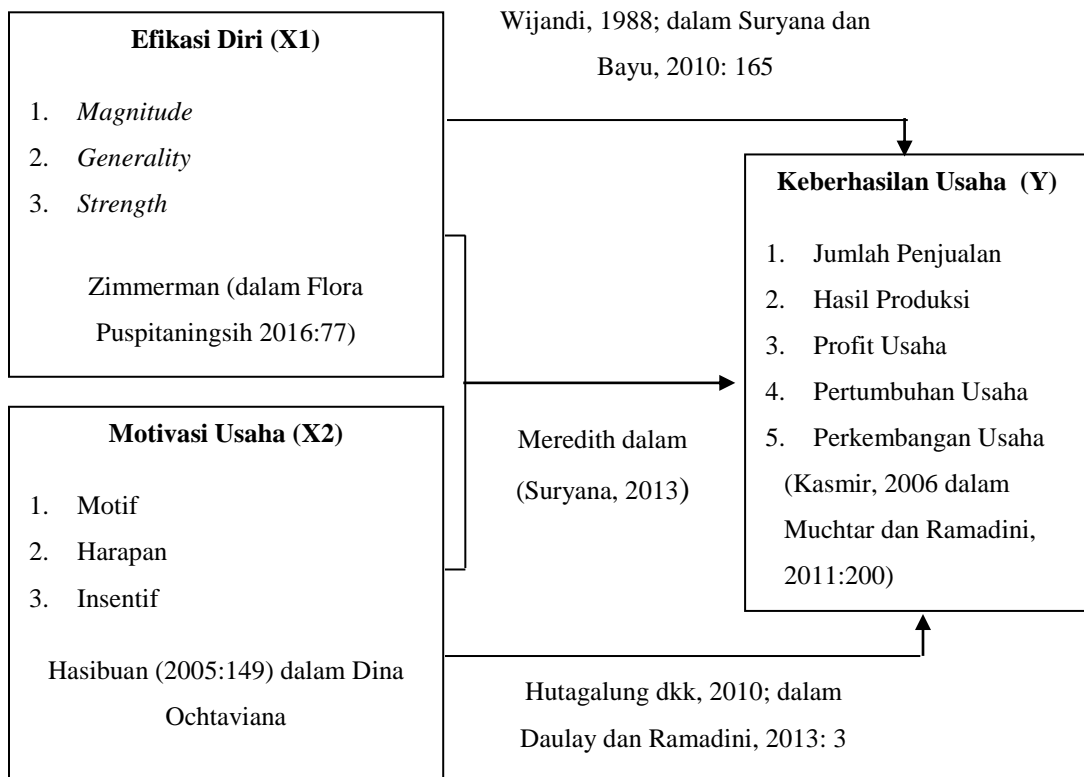 Efikasi Diri (X1)
1. Magnitude
2. Generality
3. Strength
Zimmerman (dalam Flora
Puspitaningsih 2016:77)
Wijandi, 1988; dalam Suryana dan
Bayu, 2010: 165
Motivasi Usaha (X2)
1. Motif
2. Harapan
3. Insentif
Hasibuan (2005:149) dalam Dina
Ochtaviana
Meredith dalam
(Suryana, 2013)
Hutagalung dkk, 2010; dalam
Daulay dan Ramadini, 2013: 3
Keberhasilan Usaha (Y)
1. Jumlah Penjualan
2. Hasil Produksi
3. Profit Usaha
4. Pertumbuhan Usaha
5. Perkembangan Usaha
(Kasmir, 2006 dalam
Muchtar dan Ramadini,
2011:200)